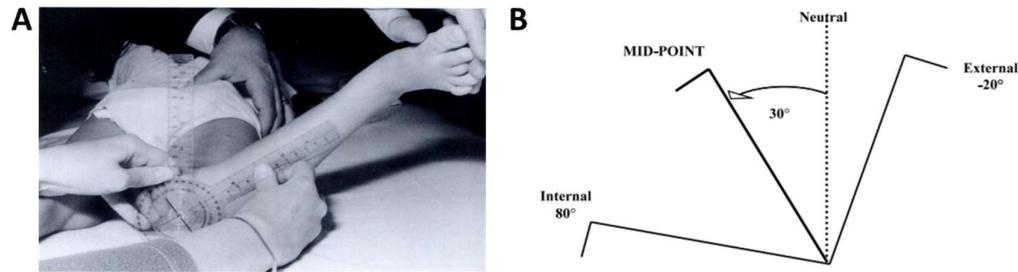 A
B
Neutral
MID-POINT
External
-20°
30°
Internal
80°